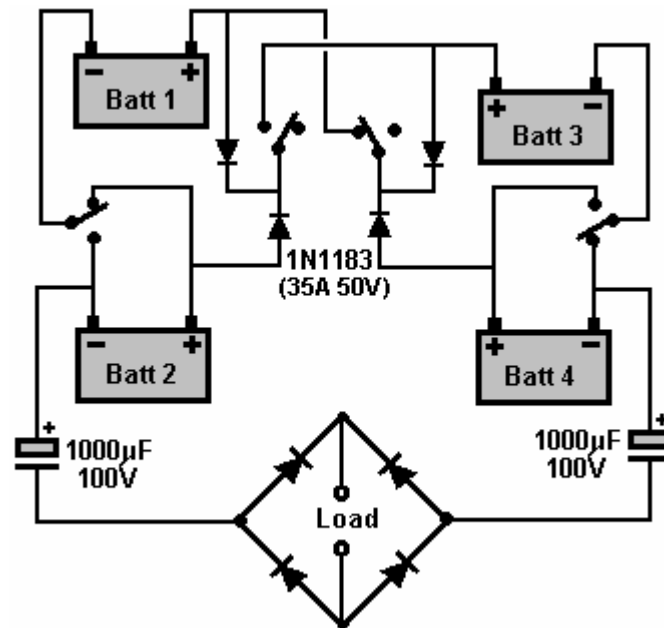 − +
Batt 1
+ −
Batt 3
1N1183
(35A 50V)
− +
Batt 2
+ −
Batt 4
+
1000µF
100V
+
1000µF
100V
Load